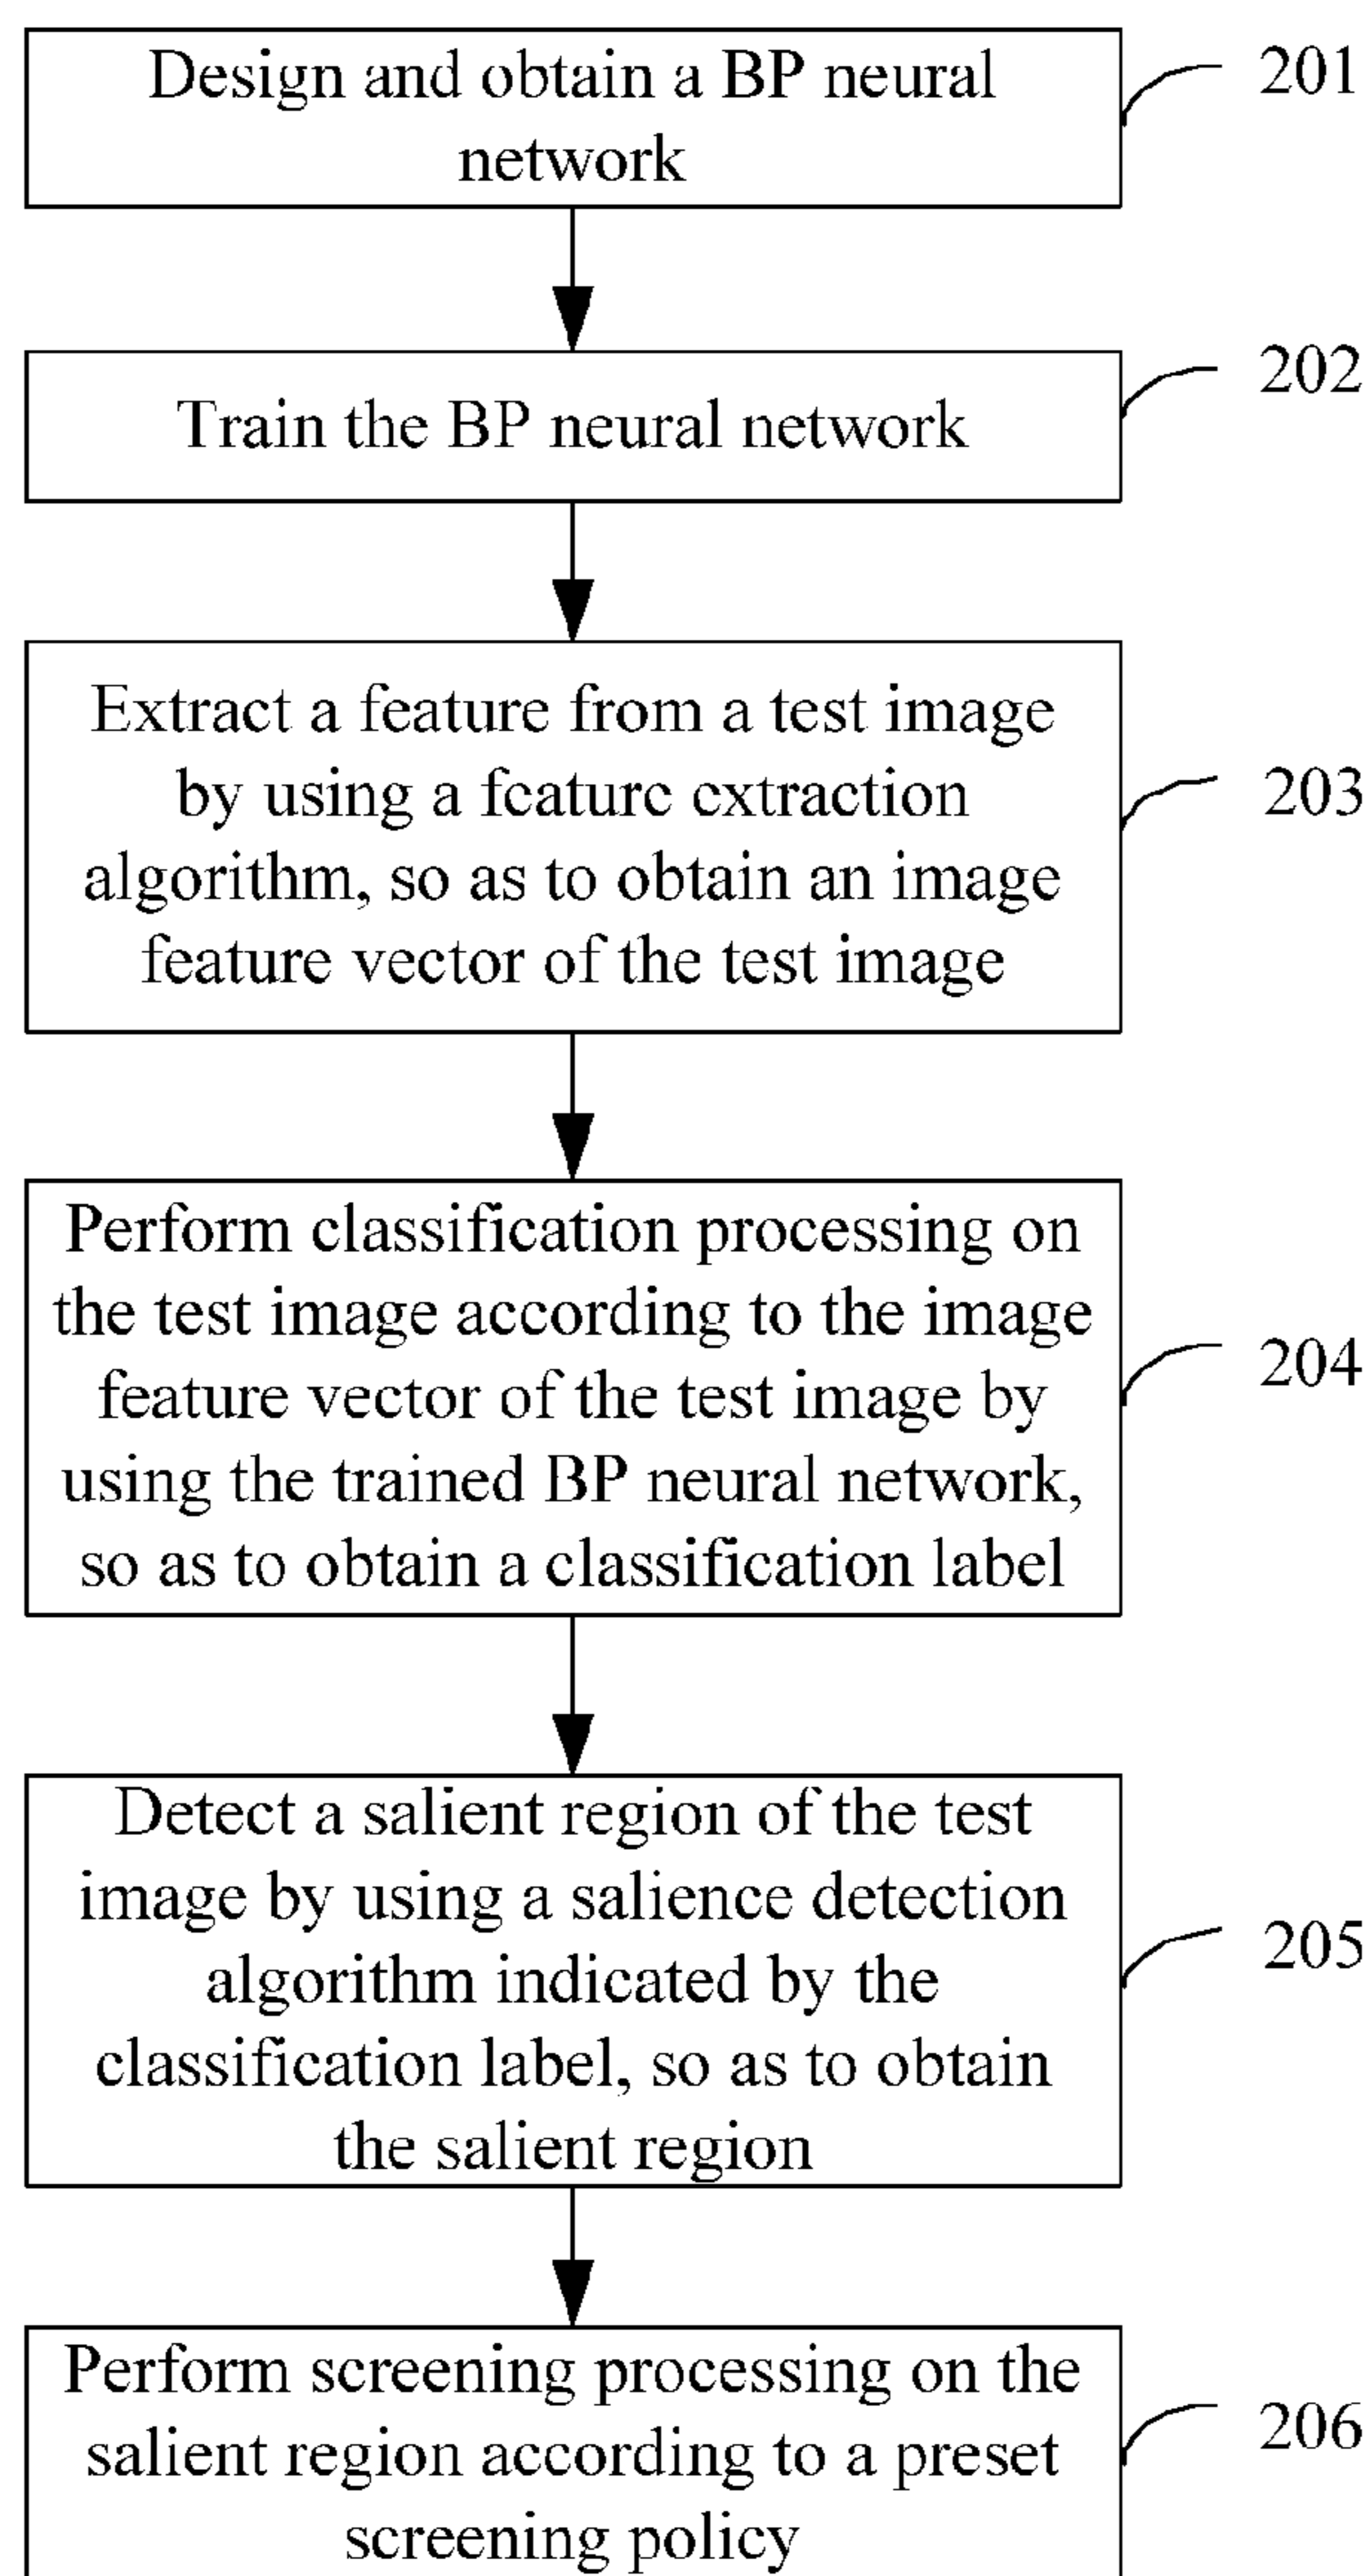 Design and obtain a BP neural
network
201
Train the BP neural network
202
Extract a feature from a test image
by using a feature extraction
algorithm, so as to obtain an image
feature vector of the test image
203
Perform classification processing on
the test image according to the image
feature vector of the test image by
using the trained BP neural network,
so as to obtain a classification label
204
Detect a salient region of the test
image by using a salience detection
algorithm indicated by the
classification label, so as to obtain
the salient region
205
Perform screening processing on the
salient region according to a preset
screening policy
206